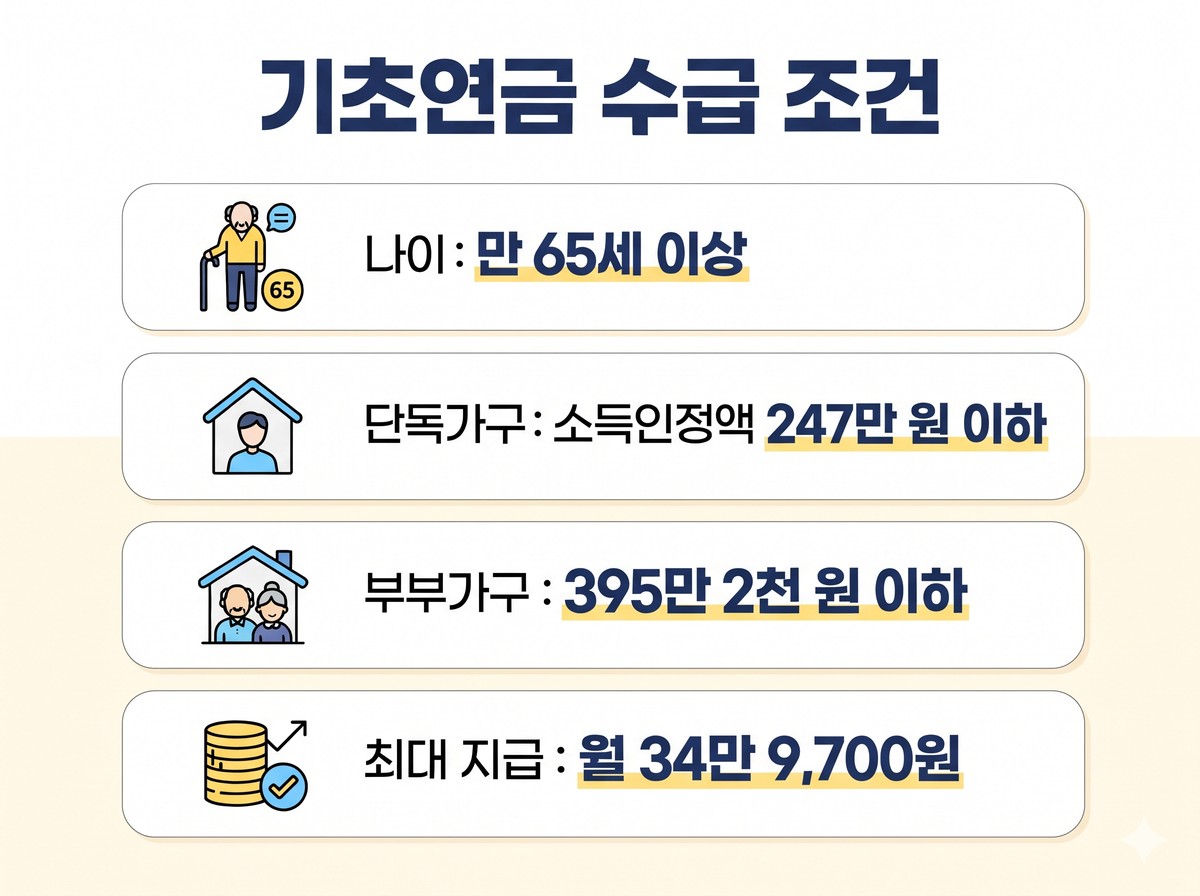 기초연금 수급 조건
65
나이 : 만 65세 이상
단독가구 : 소득인정액 247만 원 이하
부부가구 : 395만 2천 원 이하
최대 지급 : 월 34만 9,700원